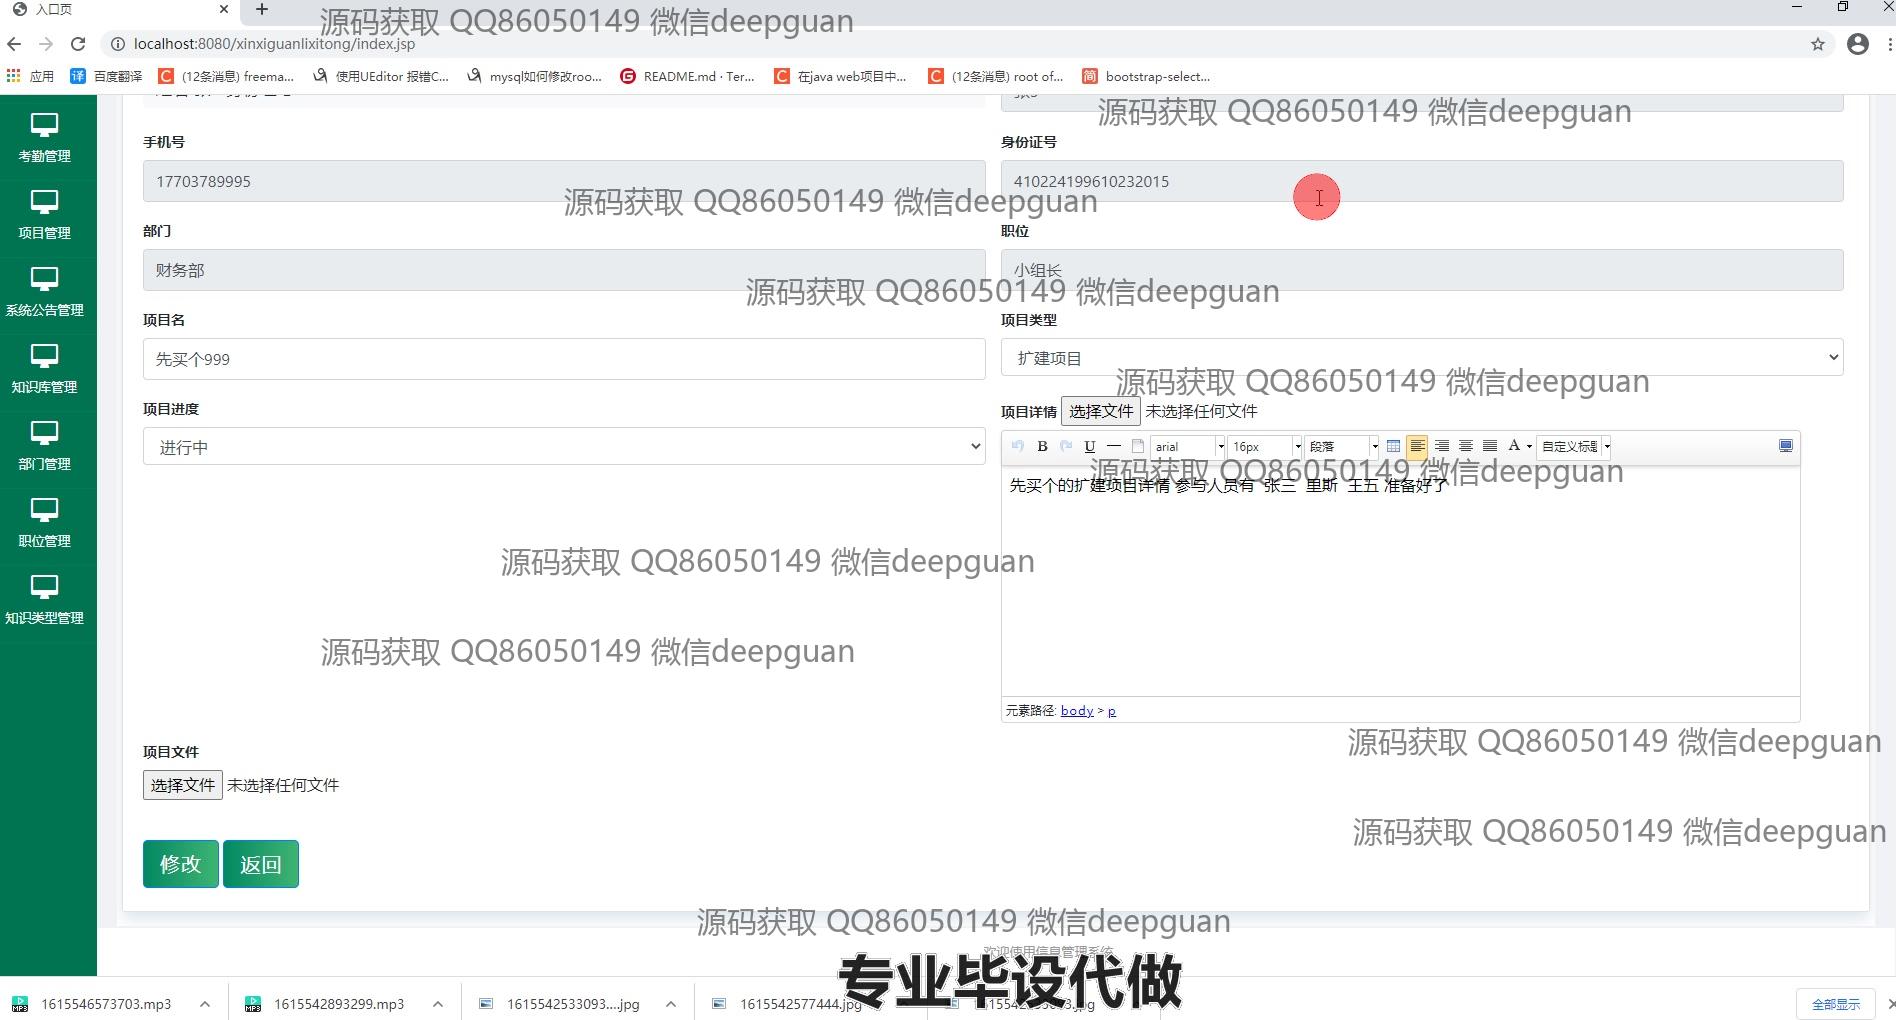 入口页
源码获取 QQ86050149 微信deepguan
localhost:8080/xinxiguanlixitong/index.jsp
应用
百度翻译
(12条消息) freema...
使用UEditor 报错C...
mysql如何修改roo...
README.md · Ter...
在java web项目中...
(12条消息) root of...
bootstrap-select...
源码获取 QQ86050149 微信deepguan
考勤管理
项目管理
系统公告管理
知识库管理
部门管理
职位管理
知识类型管理
手机号
身份证号
17703789995
410224199610232015
源码获取 QQ86050149 微信deepguan
部门
职位
财务部
小组长
源码获取 QQ86050149 微信deepguan
项目名
项目类型
先买个999
扩建项目
源码获取 QQ86050149 微信deepguan
项目进度
项目详情 选择文件 未选择任何文件
进行中
B U arial 16px 段落 A 自定义标题
源码获取 QQ86050149 微信deepguan
先买个的扩建项目详情 参与人员有 张三 里斯 王五 准备好了
源码获取 QQ86050149 微信deepguan
源码获取 QQ86050149 微信deepguan
元素路径: body > p
源码获取 QQ86050149 微信deepguan
项目文件
选择文件 未选择任何文件
源码获取 QQ86050149 微信deepguan
修改 返回
源码获取 QQ86050149 微信deepguan
欢迎使用信息管理系统
专业毕设代做
1615546573703.mp3
1615542893299.mp3
1615542533093....jpg
1615542577444.jpg
全部显示